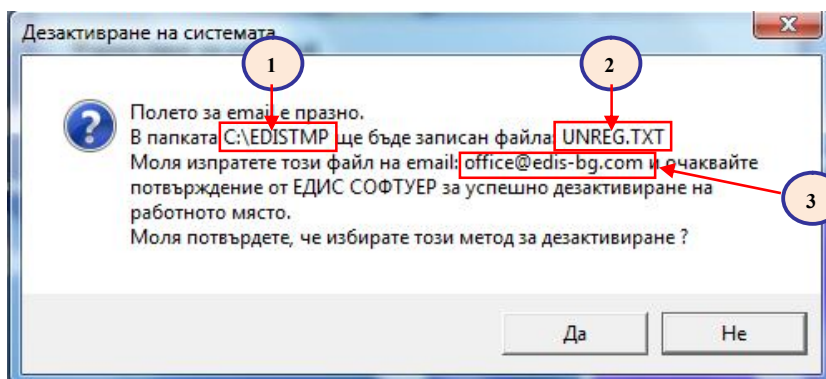 Дезактивране на системата
1
2
Полето за email е празно.
В папката C:\EDISTMP ще бъде записан файла: UNREG.TXT
Моля изпратете този файл на email: office@edis-bg.com и очаквайте
потвърждение от ЕДИС СОФТУЕР за успешно дезактивиране на
работното място.
3
Моля потвърдете, че избирате този метод за дезактивиране ?
Да
Не